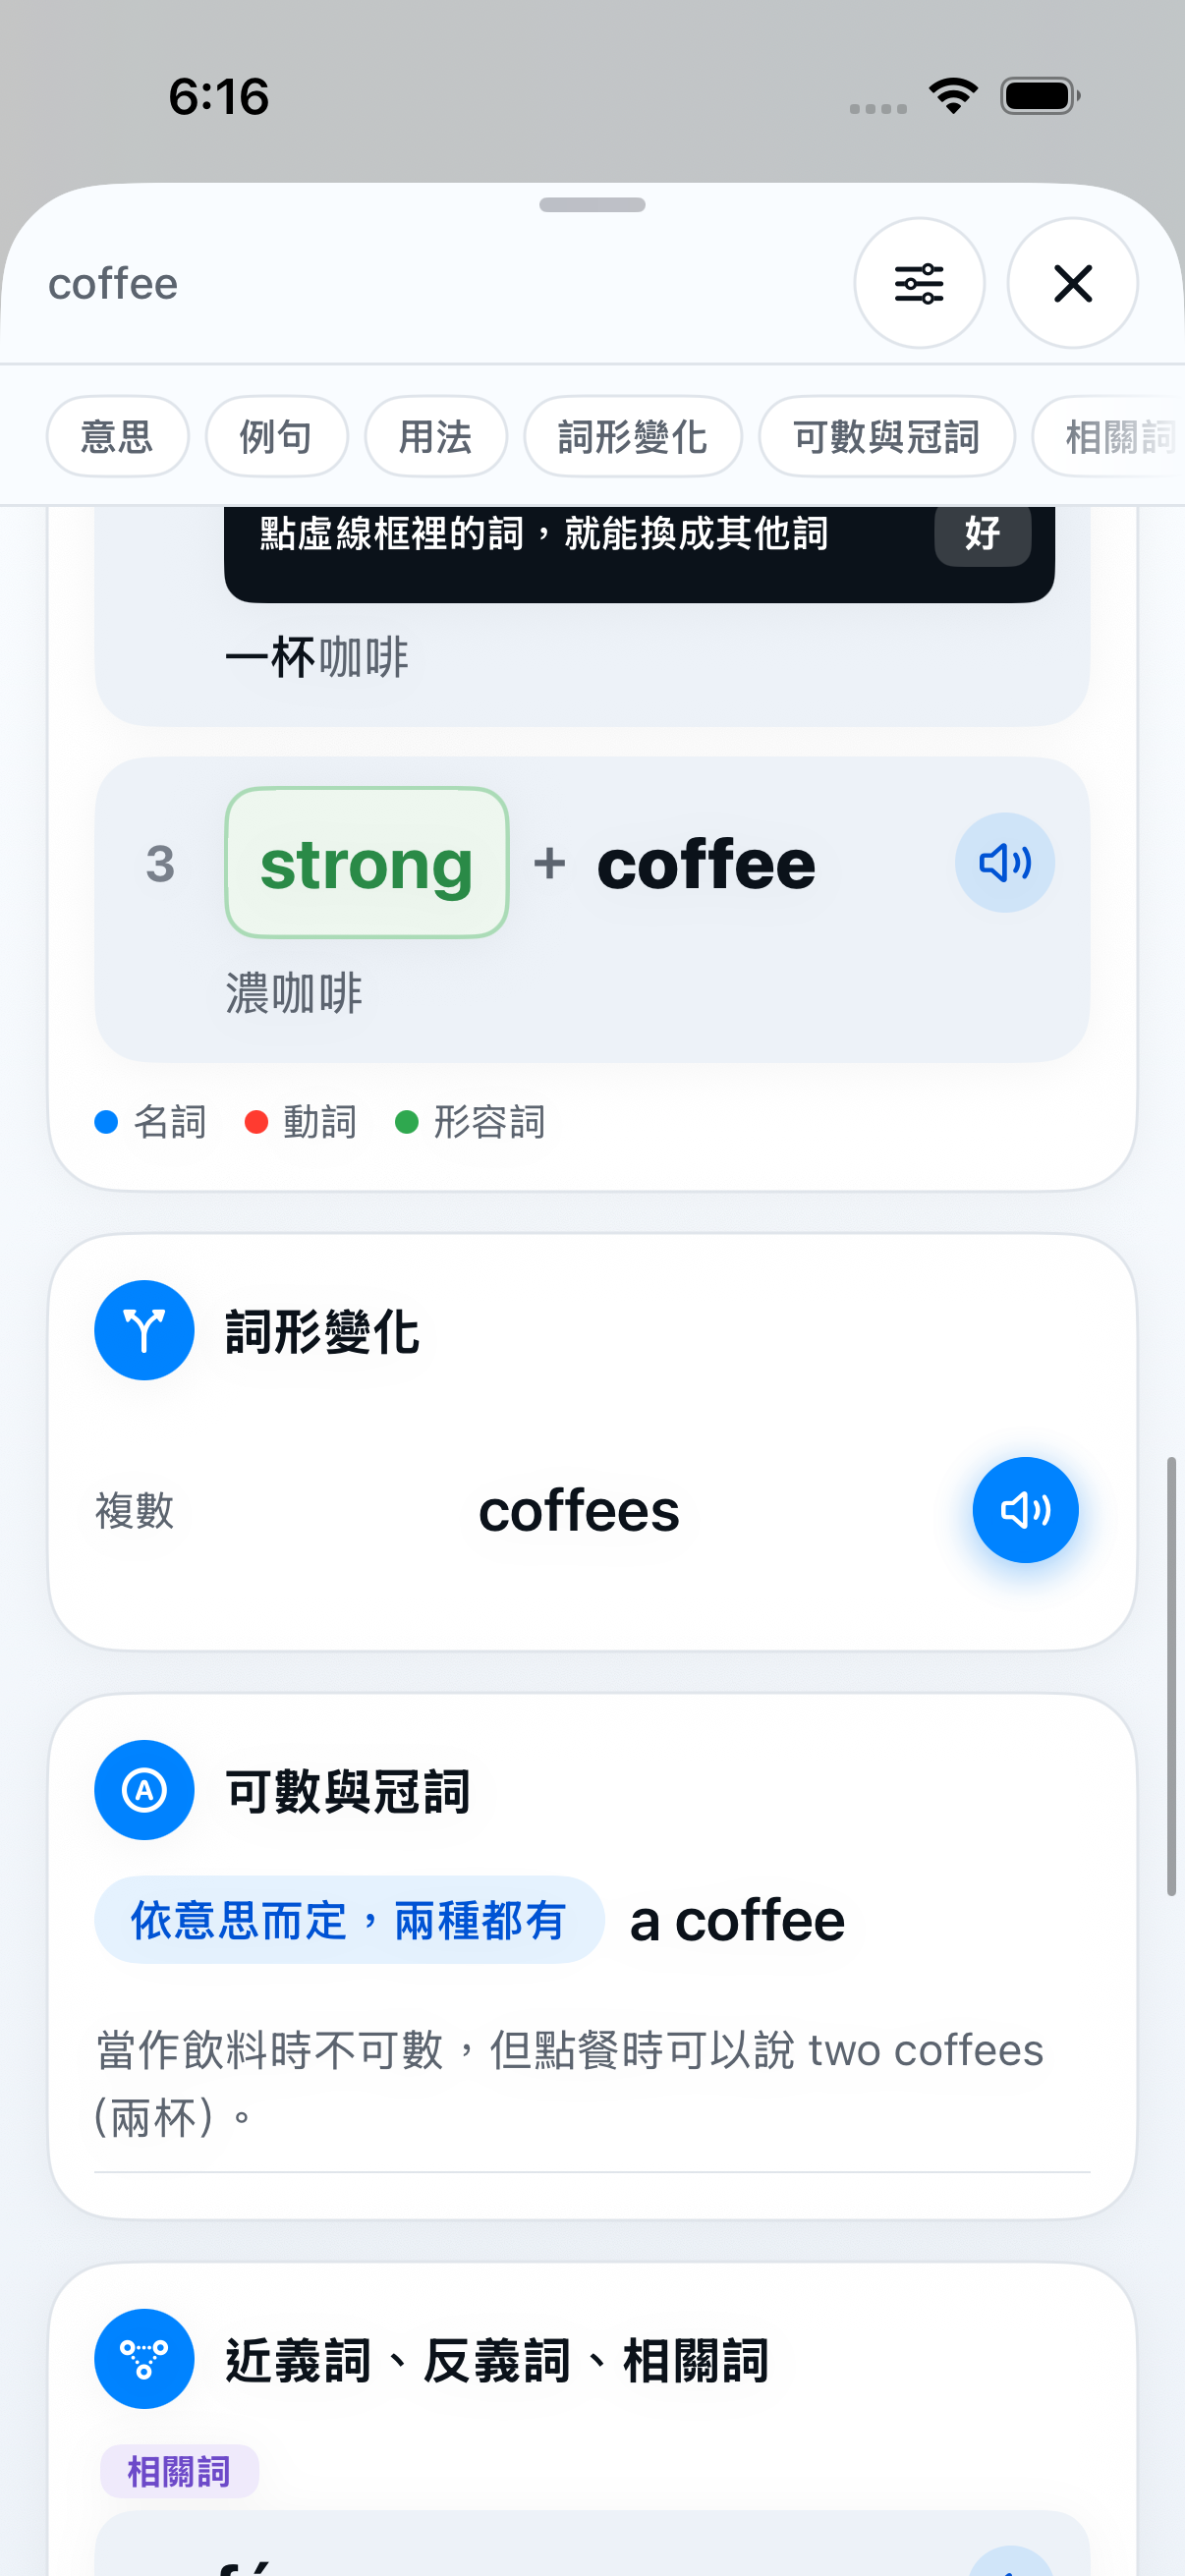 6:16
coffee
意思
例句
用法
詞形變化
可數與冠詞
相關詞
點虛線框裡的詞，就能換成其他詞
好
一杯咖啡
3
strong + coffee
濃咖啡
名詞
動詞
形容詞
詞形變化
複數
coffees
可數與冠詞
依意思而定，兩種都有
a coffee
當作飲料時不可數，但點餐時可以說 two coffees
(兩杯)。
近義詞、反義詞、相關詞
相關詞